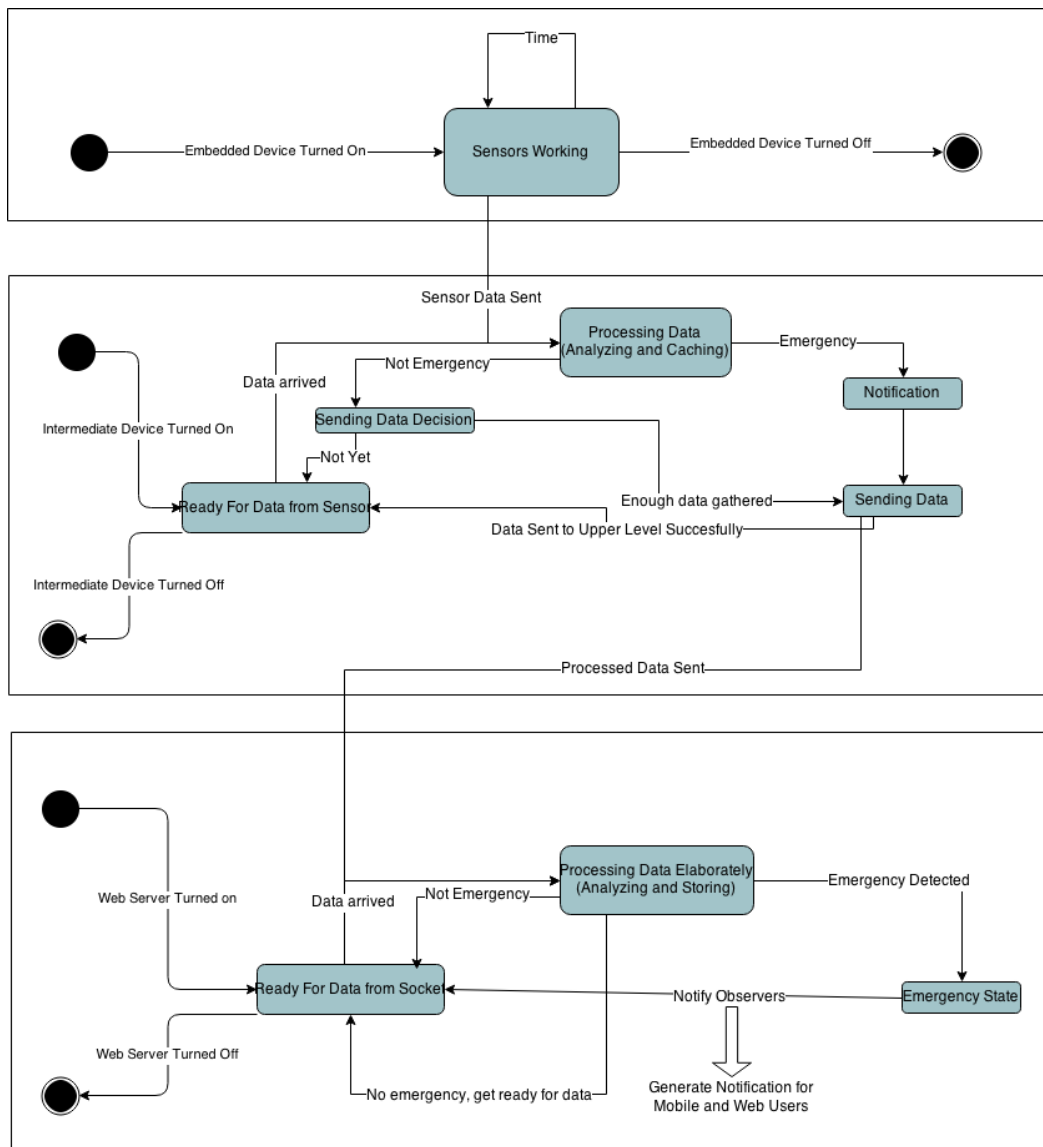 Time
Embedded Device Turned On
Sensors Working
Embedded Device Turned Off
Sensor Data Sent
Processing Data
(Analyzing and Caching)
Emergency
Not Emergency
Data arrived
Notification
Sending Data Decision
Intermediate Device Turned On
Not Yet
Ready For Data from Sensor
Enough data gathered
Sending Data
Data Sent to Upper Level Succesfully
Intermediate Device Turned Off
Processed Data Sent
Processing Data Elaborately
(Analyzing and Storing)
Emergency Detected
Web Server Turned on
Data arrived
Not Emergency
Ready For Data from Socket
Notify Observers
Emergency State
Web Server Turned Off
No emergency, get ready for data
Generate Notification for
Mobile and Web Users